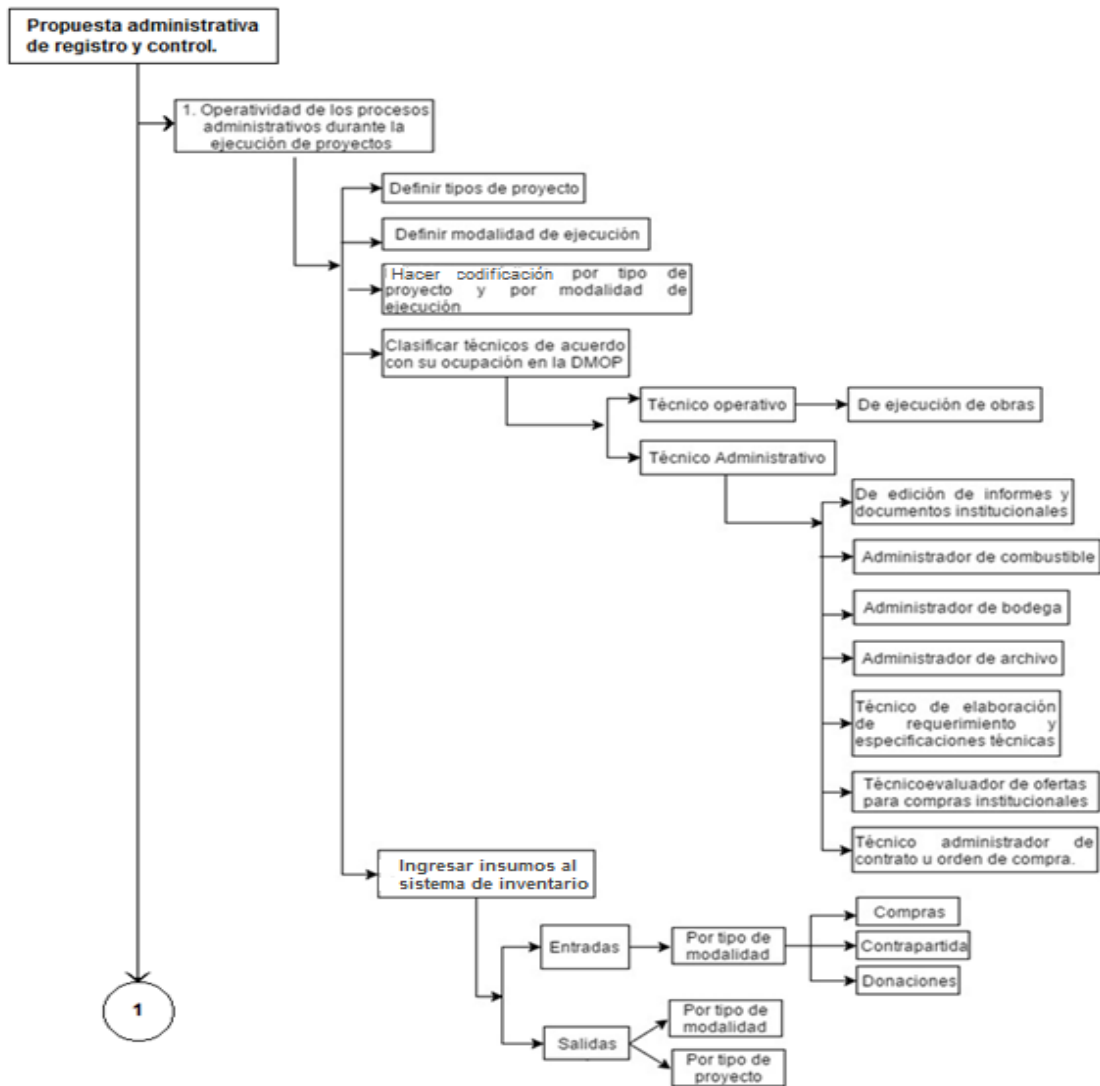 Propuesta administrativa
de registro y control.
1. Operatividad de los procesos
administrativos durante la
ejecución de proyectos
Definir tipos de proyecto
Definir modalidad de ejecución
Hacer codificación por tipo de
proyecto y por modalidad de
ejecución
Clasificar técnicos de acuerdo
con su ocupación en la DMOP
Técnico operativo
De ejecución de obras
Técnico Administrativo
De edición de informes y
documentos institucionales
Administrador de combustible
Administrador de bodega
Administrador de archivo
Técnico de elaboración
de requerimiento y
especificaciones técnicas
Técnicoevaluador de ofertas
para compras institucionales
Técnico administrador de
contrato u orden de compra.
Ingresar insumos al
sistema de inventario
Entradas
Por tipo de
modalidad
Compras
Contrapartida
Donaciones
Salidas
Por tipo de
modalidad
Por tipo de
proyecto
1